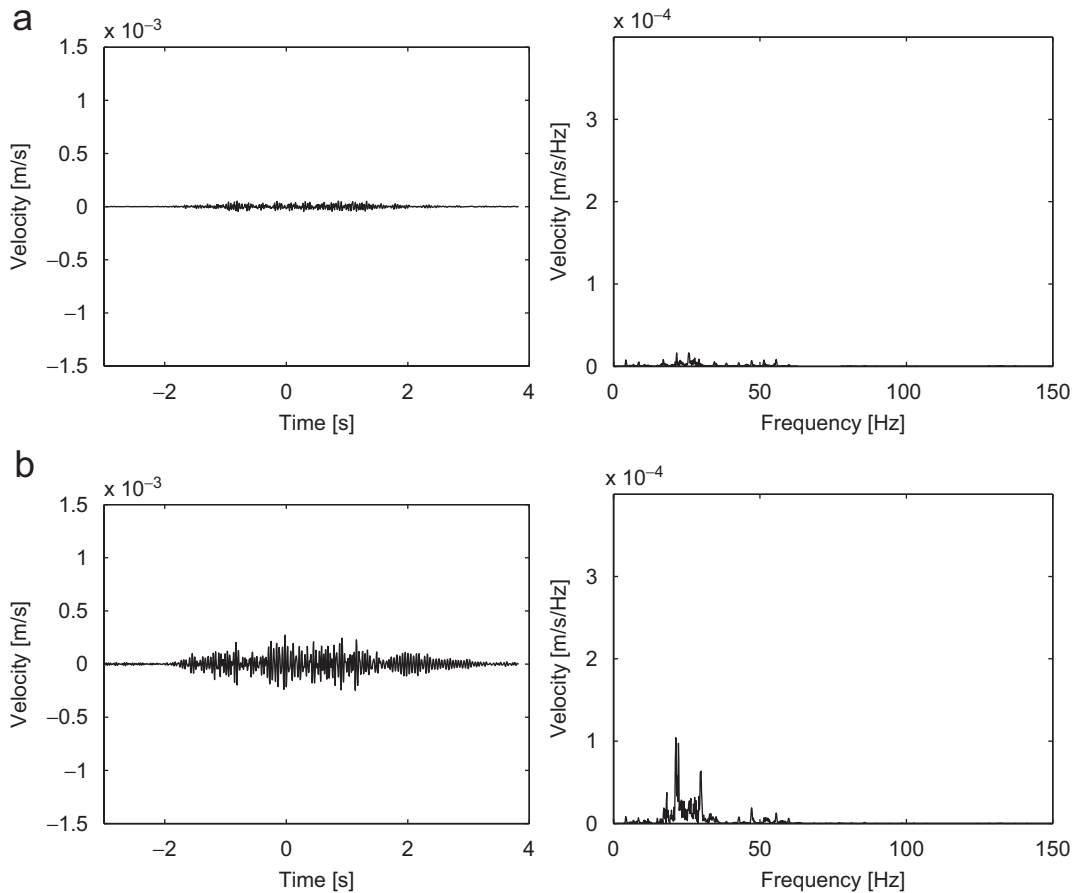 a
x 10⁻³
1.5
1
0.5
0
−0.5
−1
−1.5
−2 0 2 4
Time [s]
Velocity [m/s]
x 10⁻⁴
3
2
1
0
0 50 100 150
Frequency [Hz]
Velocity [m/s/Hz]
b
x 10⁻³
1.5
1
0.5
0
−0.5
−1
−1.5
−2 0 2 4
Time [s]
Velocity [m/s]
x 10⁻⁴
3
2
1
0
0 50 100 150
Frequency [Hz]
Velocity [m/s/Hz]